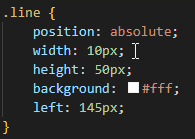 .line {
    position: absolute;
    width: 10px;
    height: 50px;
    background: #fff;
    left: 145px;
}